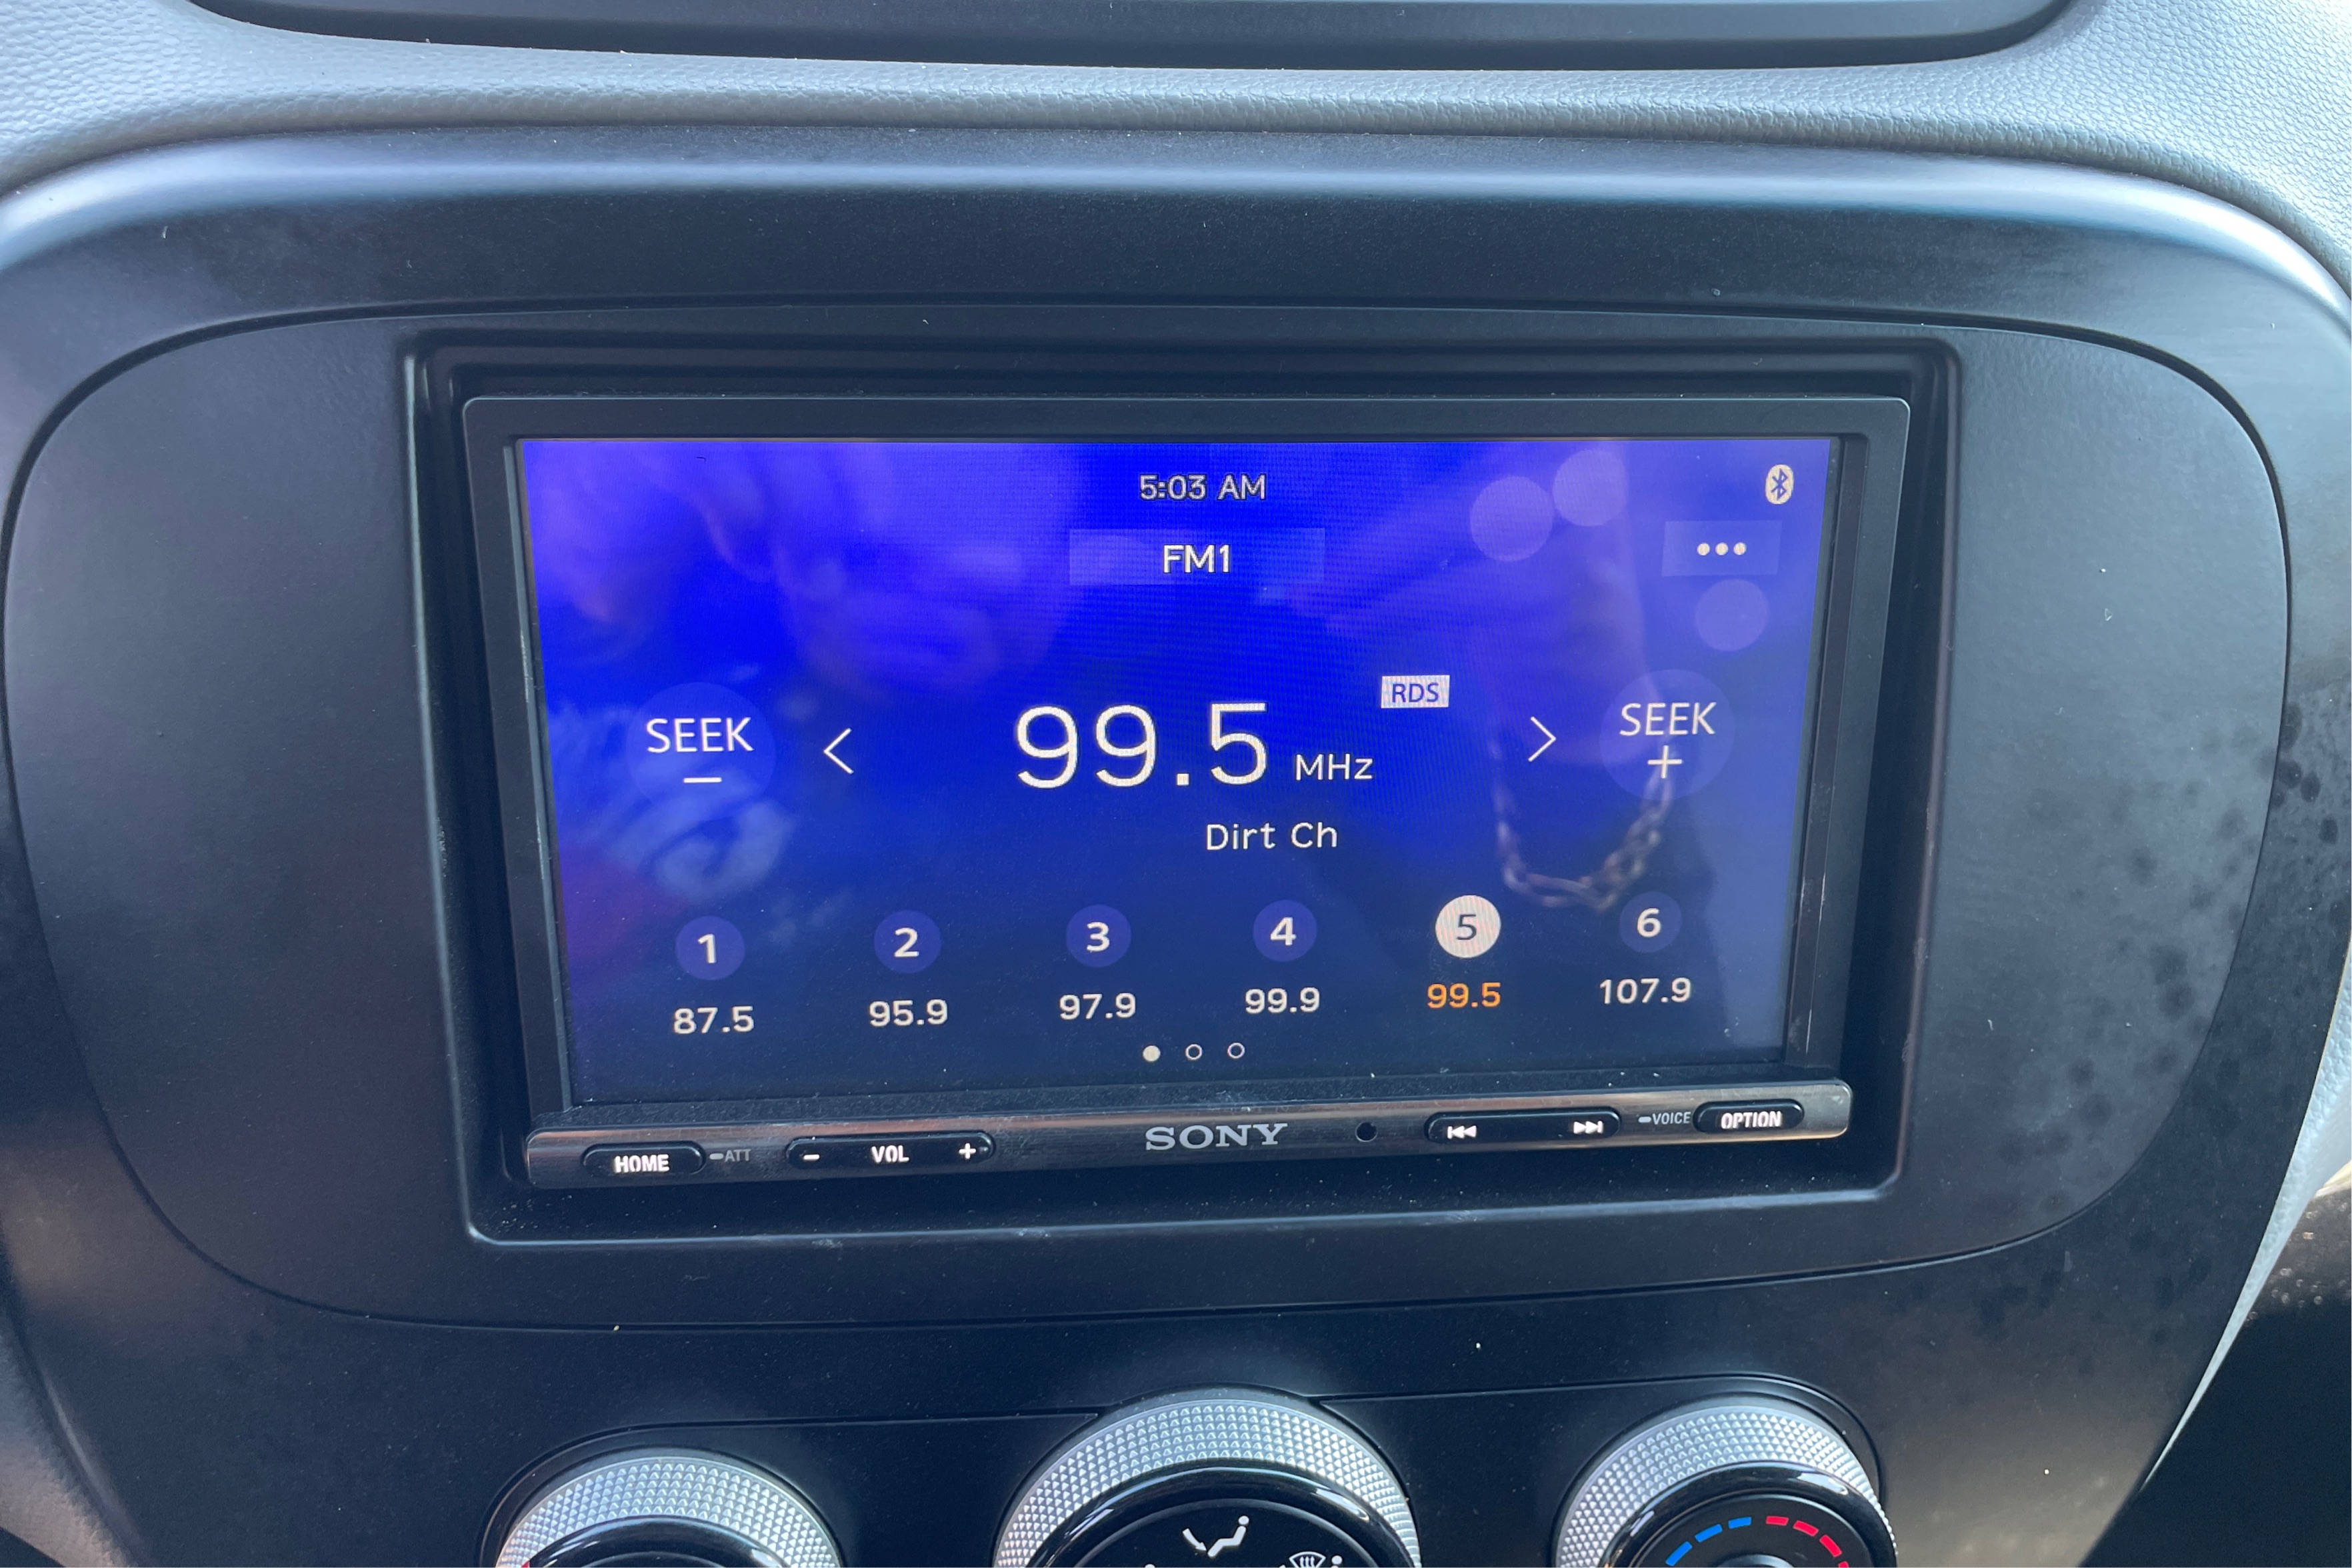 5:03 AM
FM1
RDS
SEEK
−
99.5 MHz
SEEK
+
Dirt Ch
1 2 3 4 5 6
87.5 95.9 97.9 99.9 99.5 107.9
HOME ATT − VOL + SONY VOICE OPTION